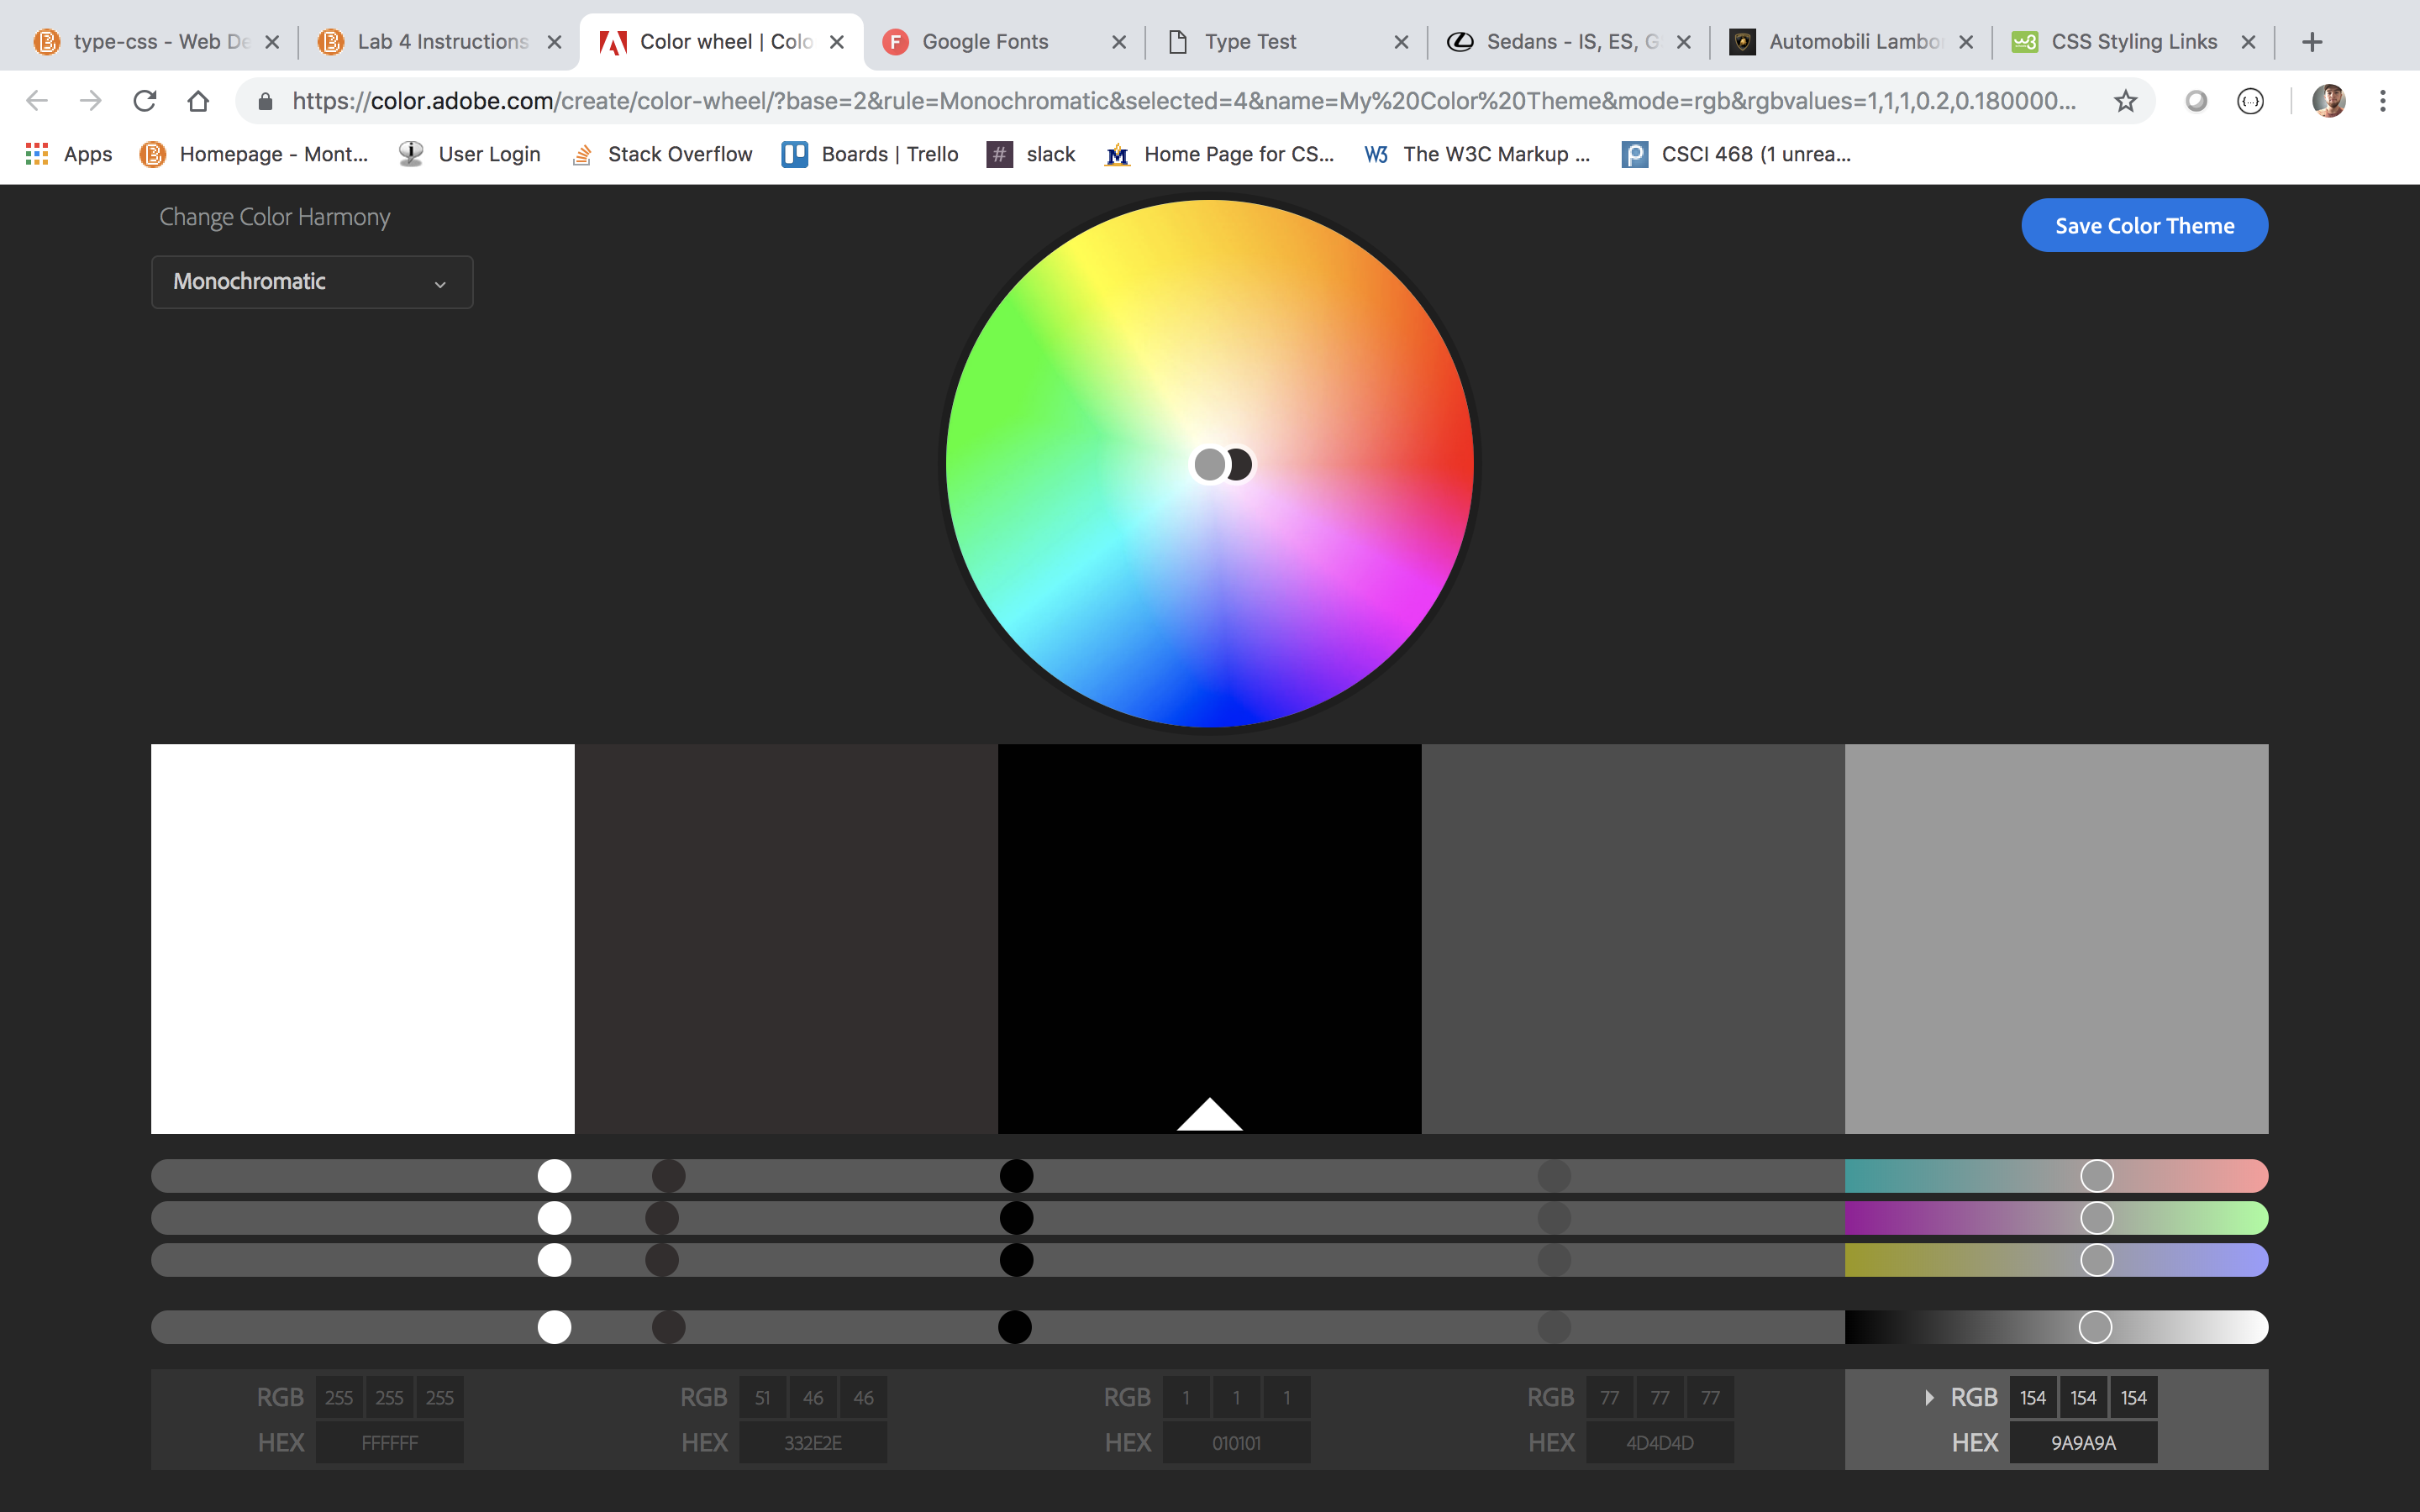 type-css - Web De
Lab 4 Instructions
Color wheel | Colo
F Google Fonts
Type Test
Sedans - IS, ES, G
Automobili Lambo
w3 CSS Styling Links
https://color.adobe.com/create/color-wheel/?base=2&rule=Monochromatic&selected=4&name=My%20Color%20Theme&mode=rgb&rgbvalues=1,1,1,0.2,0.180000...
Apps
Homepage - Mont...
User Login
Stack Overflow
Boards | Trello
# slack
M Home Page for CS...
W3 The W3C Markup ...
CSCI 468 (1 unrea...
Change Color Harmony
Save Color Theme
Monochromatic
RGB 255 255 255
HEX FFFFFF
RGB 51 46 46
HEX 332E2E
RGB 1 1 1
HEX 010101
RGB 77 77 77
HEX 4D4D4D
RGB 154 154 154
HEX 9A9A9A